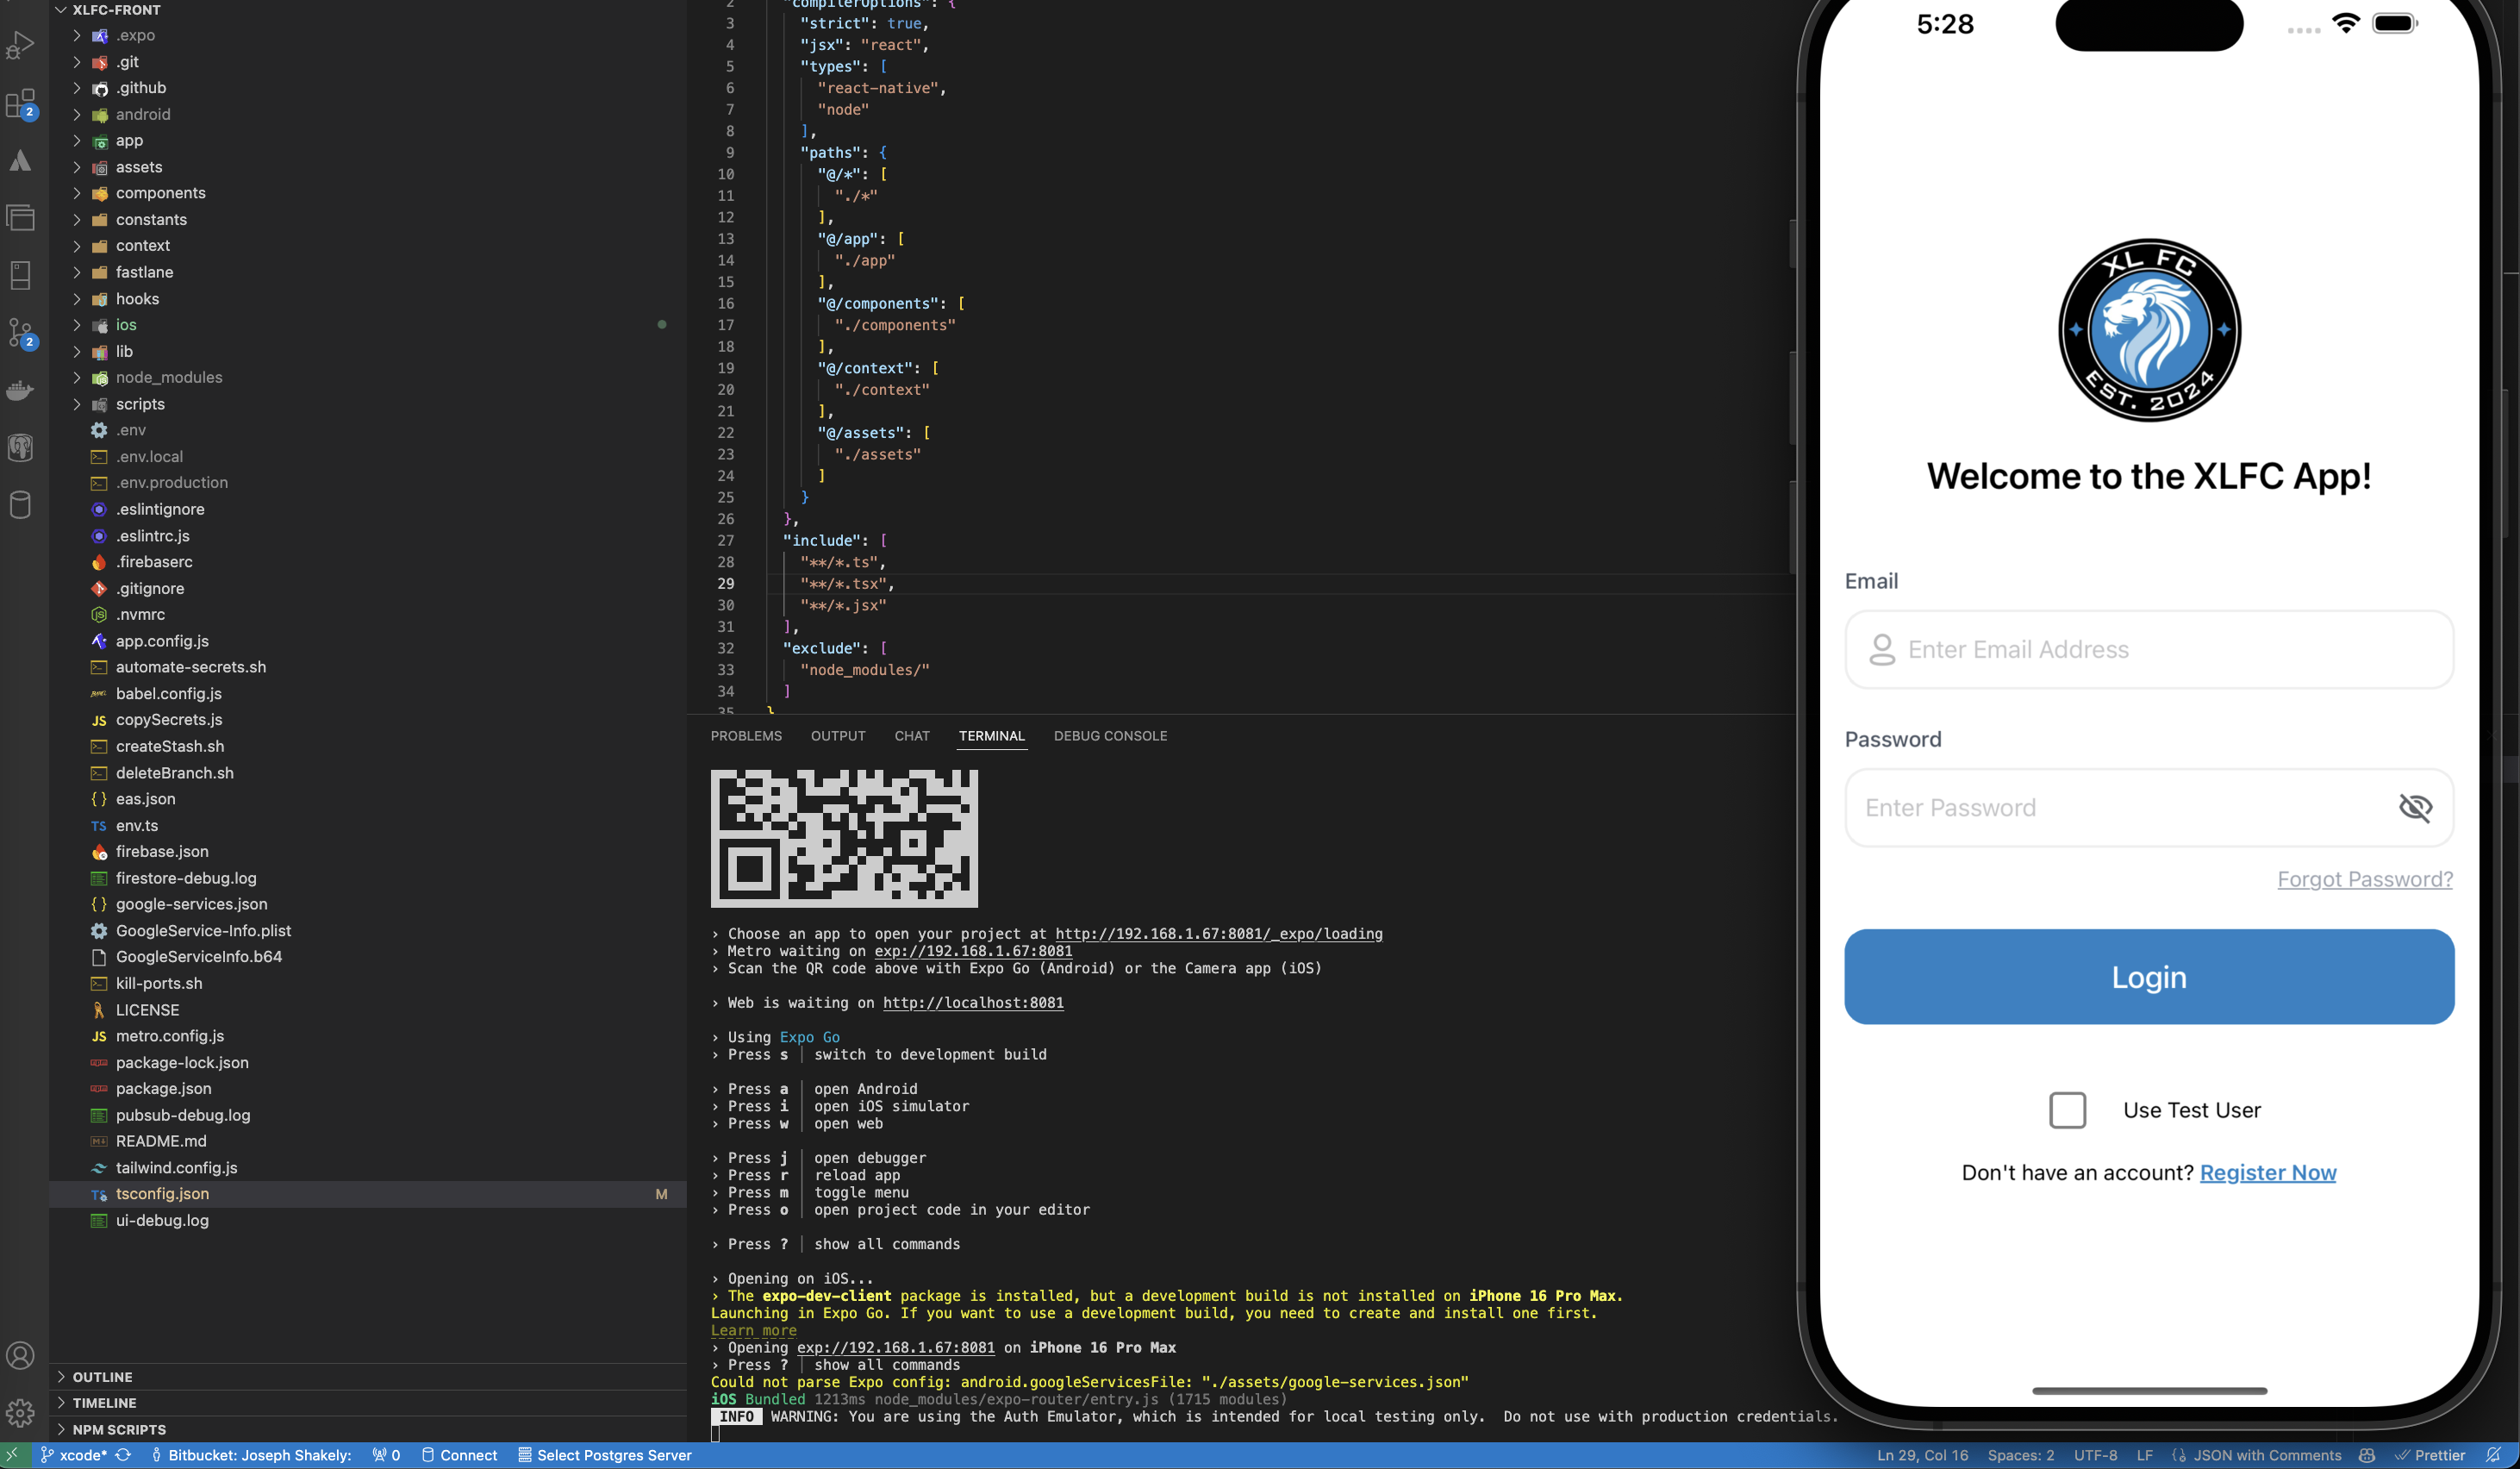 XLFC-FRONT
.expo
.git
.github
android
app
assets
components
constants
context
fastlane
hooks
ios
lib
node_modules
scripts
.env
.env.local
.env.production
.eslintignore
.eslintrc.js
.firebaserc
.gitignore
.nvmrc
app.config.js
automate-secrets.sh
babel.config.js
copySecrets.js
createStash.sh
deleteBranch.sh
eas.json
env.ts
firebase.json
firestore-debug.log
google-services.json
GoogleService-Info.plist
GoogleServiceInfo.b64
kill-ports.sh
LICENSE
metro.config.js
package-lock.json
package.json
pubsub-debug.log
README.md
tailwind.config.js
tsconfig.json M
ui-debug.log
OUTLINE
TIMELINE
NPM SCRIPTS
2
2
2 "compilerOptions": {
3 "strict": true,
4 "jsx": "react",
5 "types": [
6 "react-native",
7 "node"
8 ],
9 "paths": {
10 "@/*": [
11 "./*"
12 ],
13 "@/app": [
14 "./app"
15 ],
16 "@/components": [
17 "./components"
18 ],
19 "@/context": [
20 "./context"
21 ],
22 "@/assets": [
23 "./assets"
24 ]
25 }
26 },
27 "include": [
28 "**/*.ts",
29 "**/*.tsx",
30 "**/*.jsx"
31 ],
32 "exclude": [
33 "node_modules/"
34 ]
35 }
PROBLEMS OUTPUT CHAT TERMINAL DEBUG CONSOLE
› Choose an app to open your project at http://192.168.1.67:8081/_expo/loading
› Metro waiting on exp://192.168.1.67:8081
› Scan the QR code above with Expo Go (Android) or the Camera app (iOS)
› Web is waiting on http://localhost:8081
› Using Expo Go
› Press s │ switch to development build
› Press a │ open Android
› Press i │ open iOS simulator
› Press w │ open web
› Press j │ open debugger
› Press r │ reload app
› Press m │ toggle menu
› Press o │ open project code in your editor
› Press ? │ show all commands
› Opening on iOS...
› The expo-dev-client package is installed, but a development build is not installed on iPhone 16 Pro Max.
Launching in Expo Go. If you want to use a development build, you need to create and install one first.
Learn more
› Opening exp://192.168.1.67:8081 on iPhone 16 Pro Max
› Press ? │ show all commands
Could not parse Expo config: android.googleServicesFile: "./assets/google-services.json"
iOS Bundled 1213ms node_modules/expo-router/entry.js (1715 modules)
INFO WARNING: You are using the Auth Emulator, which is intended for local testing only. Do not use with production credentials.
5:28
XL FC
EST. 2024
Welcome to the XLFC App!
Email
Enter Email Address
Password
Enter Password
Forgot Password?
Login
Use Test User
Don't have an account? Register Now
xcode* Bitbucket: Joseph Shakely: 0 Connect Select Postgres Server Ln 29, Col 16 Spaces: 2 UTF-8 LF {} JSON with Comments Prettier